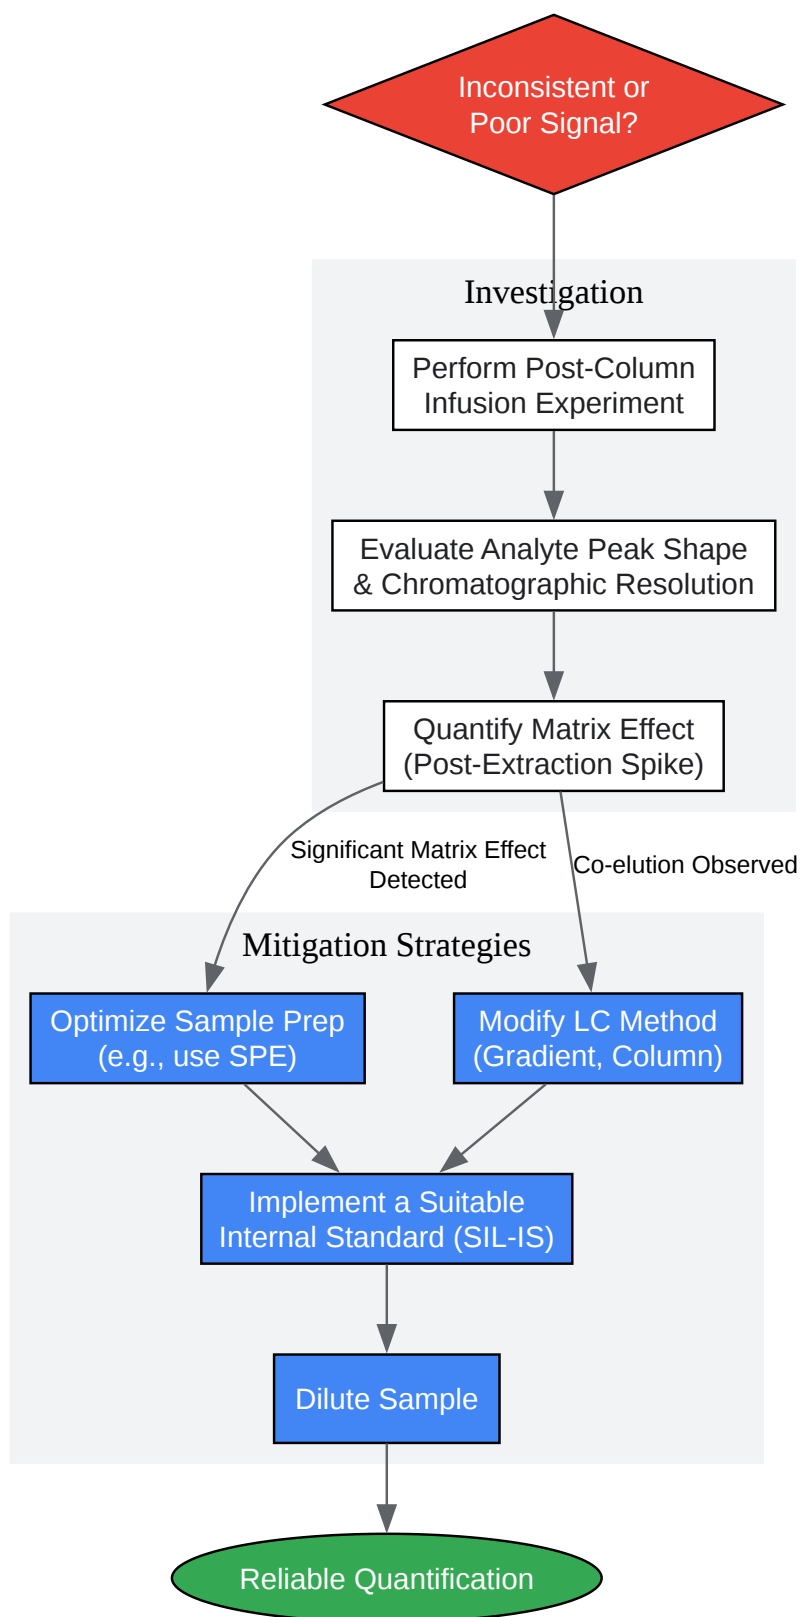 Inconsistent or
Poor Signal?
Investigation
Perform Post-Column
Infusion Experiment
Evaluate Analyte Peak Shape
& Chromatographic Resolution
Quantify Matrix Effect
(Post-Extraction Spike)
Significant Matrix Effect
Detected
Co-elution Observed
Mitigation Strategies
Optimize Sample Prep
(e.g., use SPE)
Modify LC Method
(Gradient, Column)
Implement a Suitable
Internal Standard (SIL-IS)
Dilute Sample
Reliable Quantification